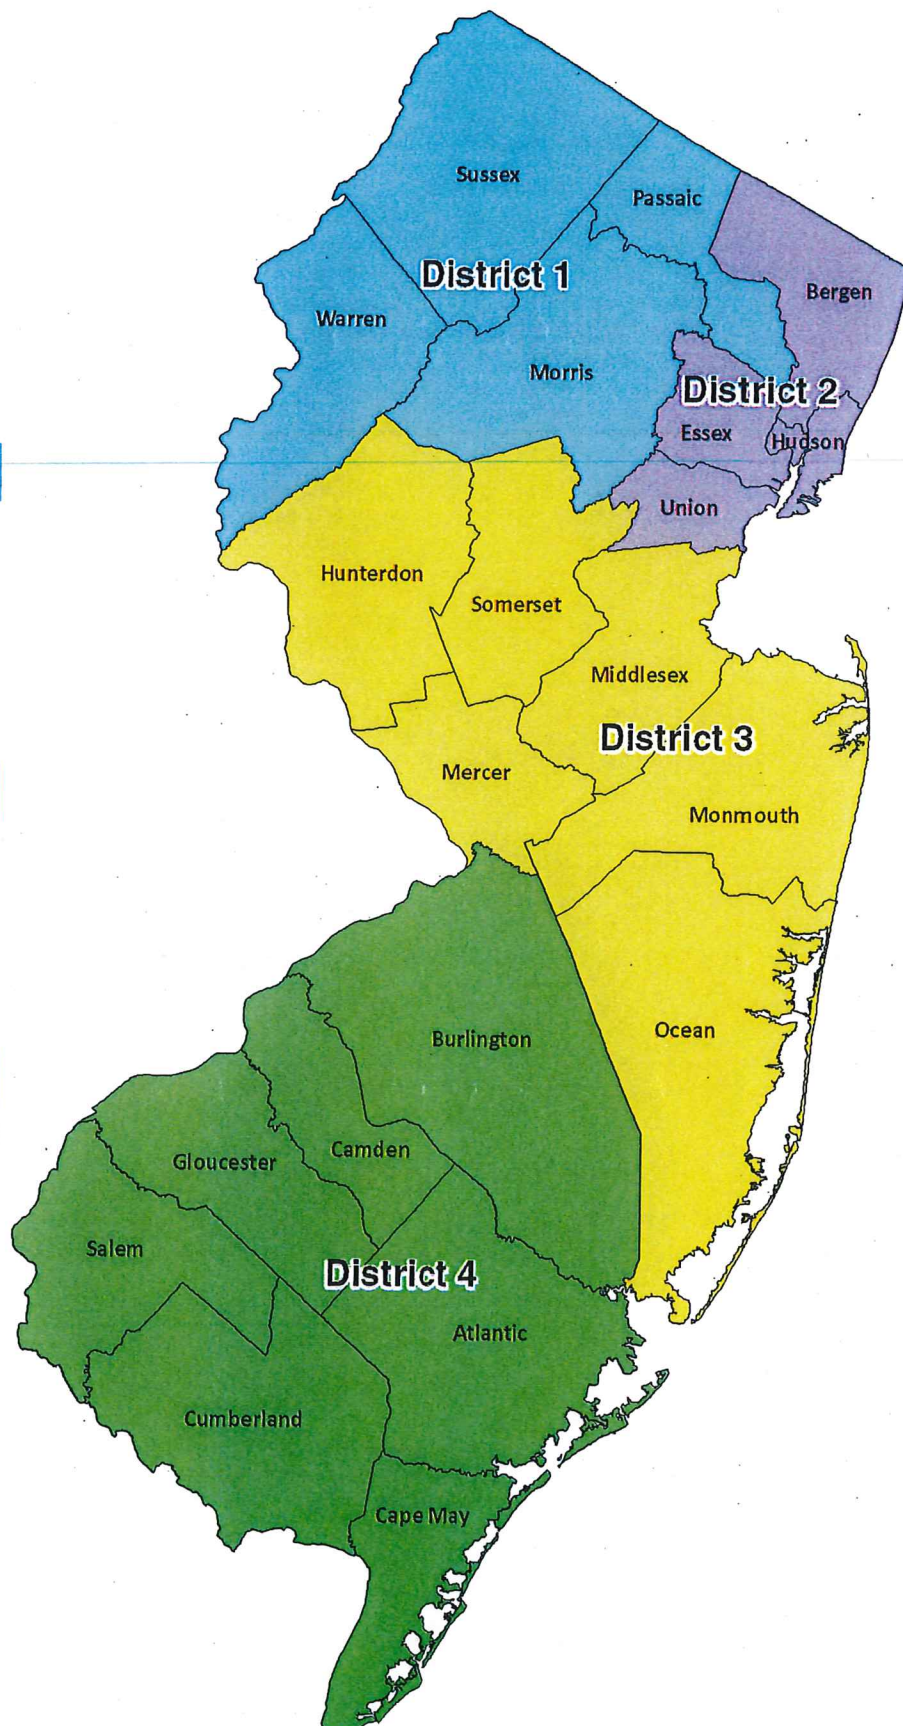 Sussex
Passaic
District 1
Bergen
Warren
Morris
District 2
Essex
Hudson
Union
Hunterdon
Somerset
Middlesex
District 3
Mercer
Monmouth
Ocean
Burlington
Camden
Gloucester
Salem
District 4
Atlantic
Cumberland
Cape May